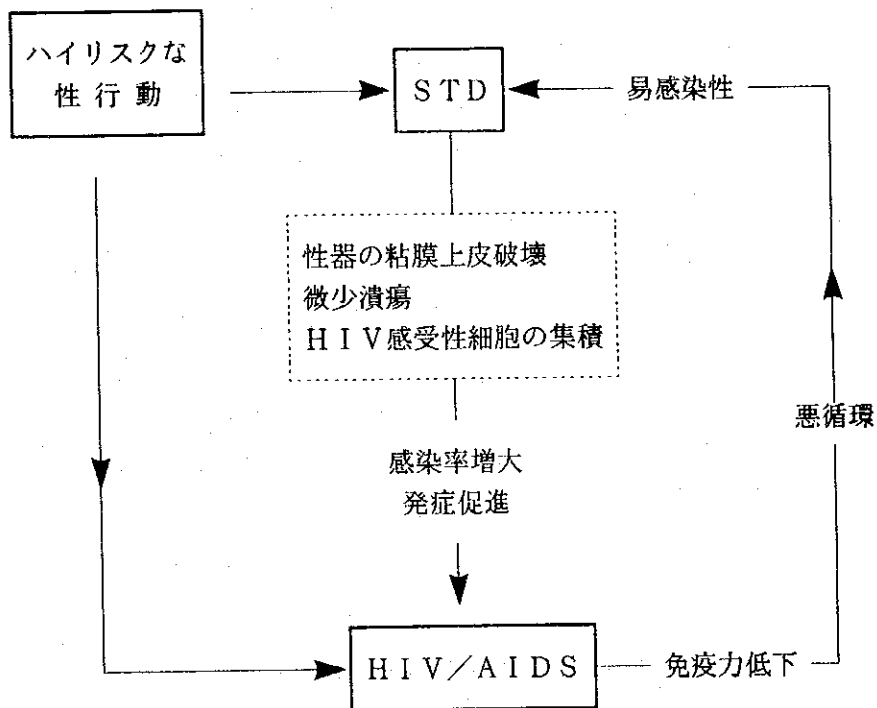 ハイリスクな
性行動
STD
易感染性
性器の粘膜上皮破壊
微少潰瘍
HIV感受性細胞の集積
悪循環
感染率増大
発症促進
HIV/AIDS
免疫力低下